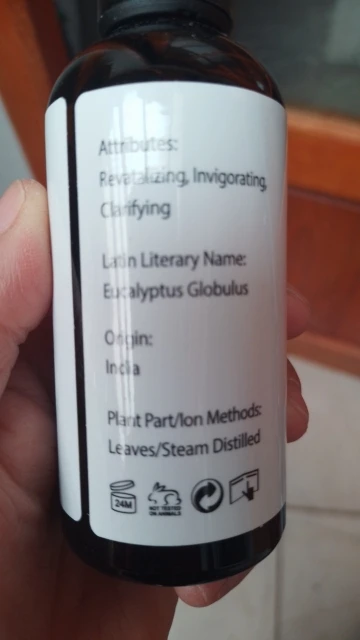 Attributes:
Revatalizing, Invigorating,
Clarifying
Latin Literary Name:
Eucalyptus Globulus
Origin:
India
Plant Part/Ion Methods:
Leaves/Steam Distilled
24M
NOT TESTED
ON ANIMALS